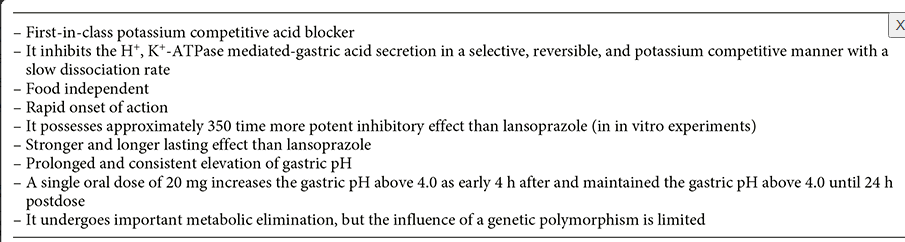 – First-in-class potassium competitive acid blocker
– It inhibits the H⁺, K⁺-ATPase mediated-gastric acid secretion in a selective, reversible, and potassium competitive manner with a
slow dissociation rate
– Food independent
– Rapid onset of action
– It possesses approximately 350 time more potent inhibitory effect than lansoprazole (in in vitro experiments)
– Stronger and longer lasting effect than lansoprazole
– Prolonged and consistent elevation of gastric pH
– A single oral dose of 20 mg increases the gastric pH above 4.0 as early 4 h after and maintained the gastric pH above 4.0 until 24 h
postdose
– It undergoes important metabolic elimination, but the influence of a genetic polymorphism is limited
X